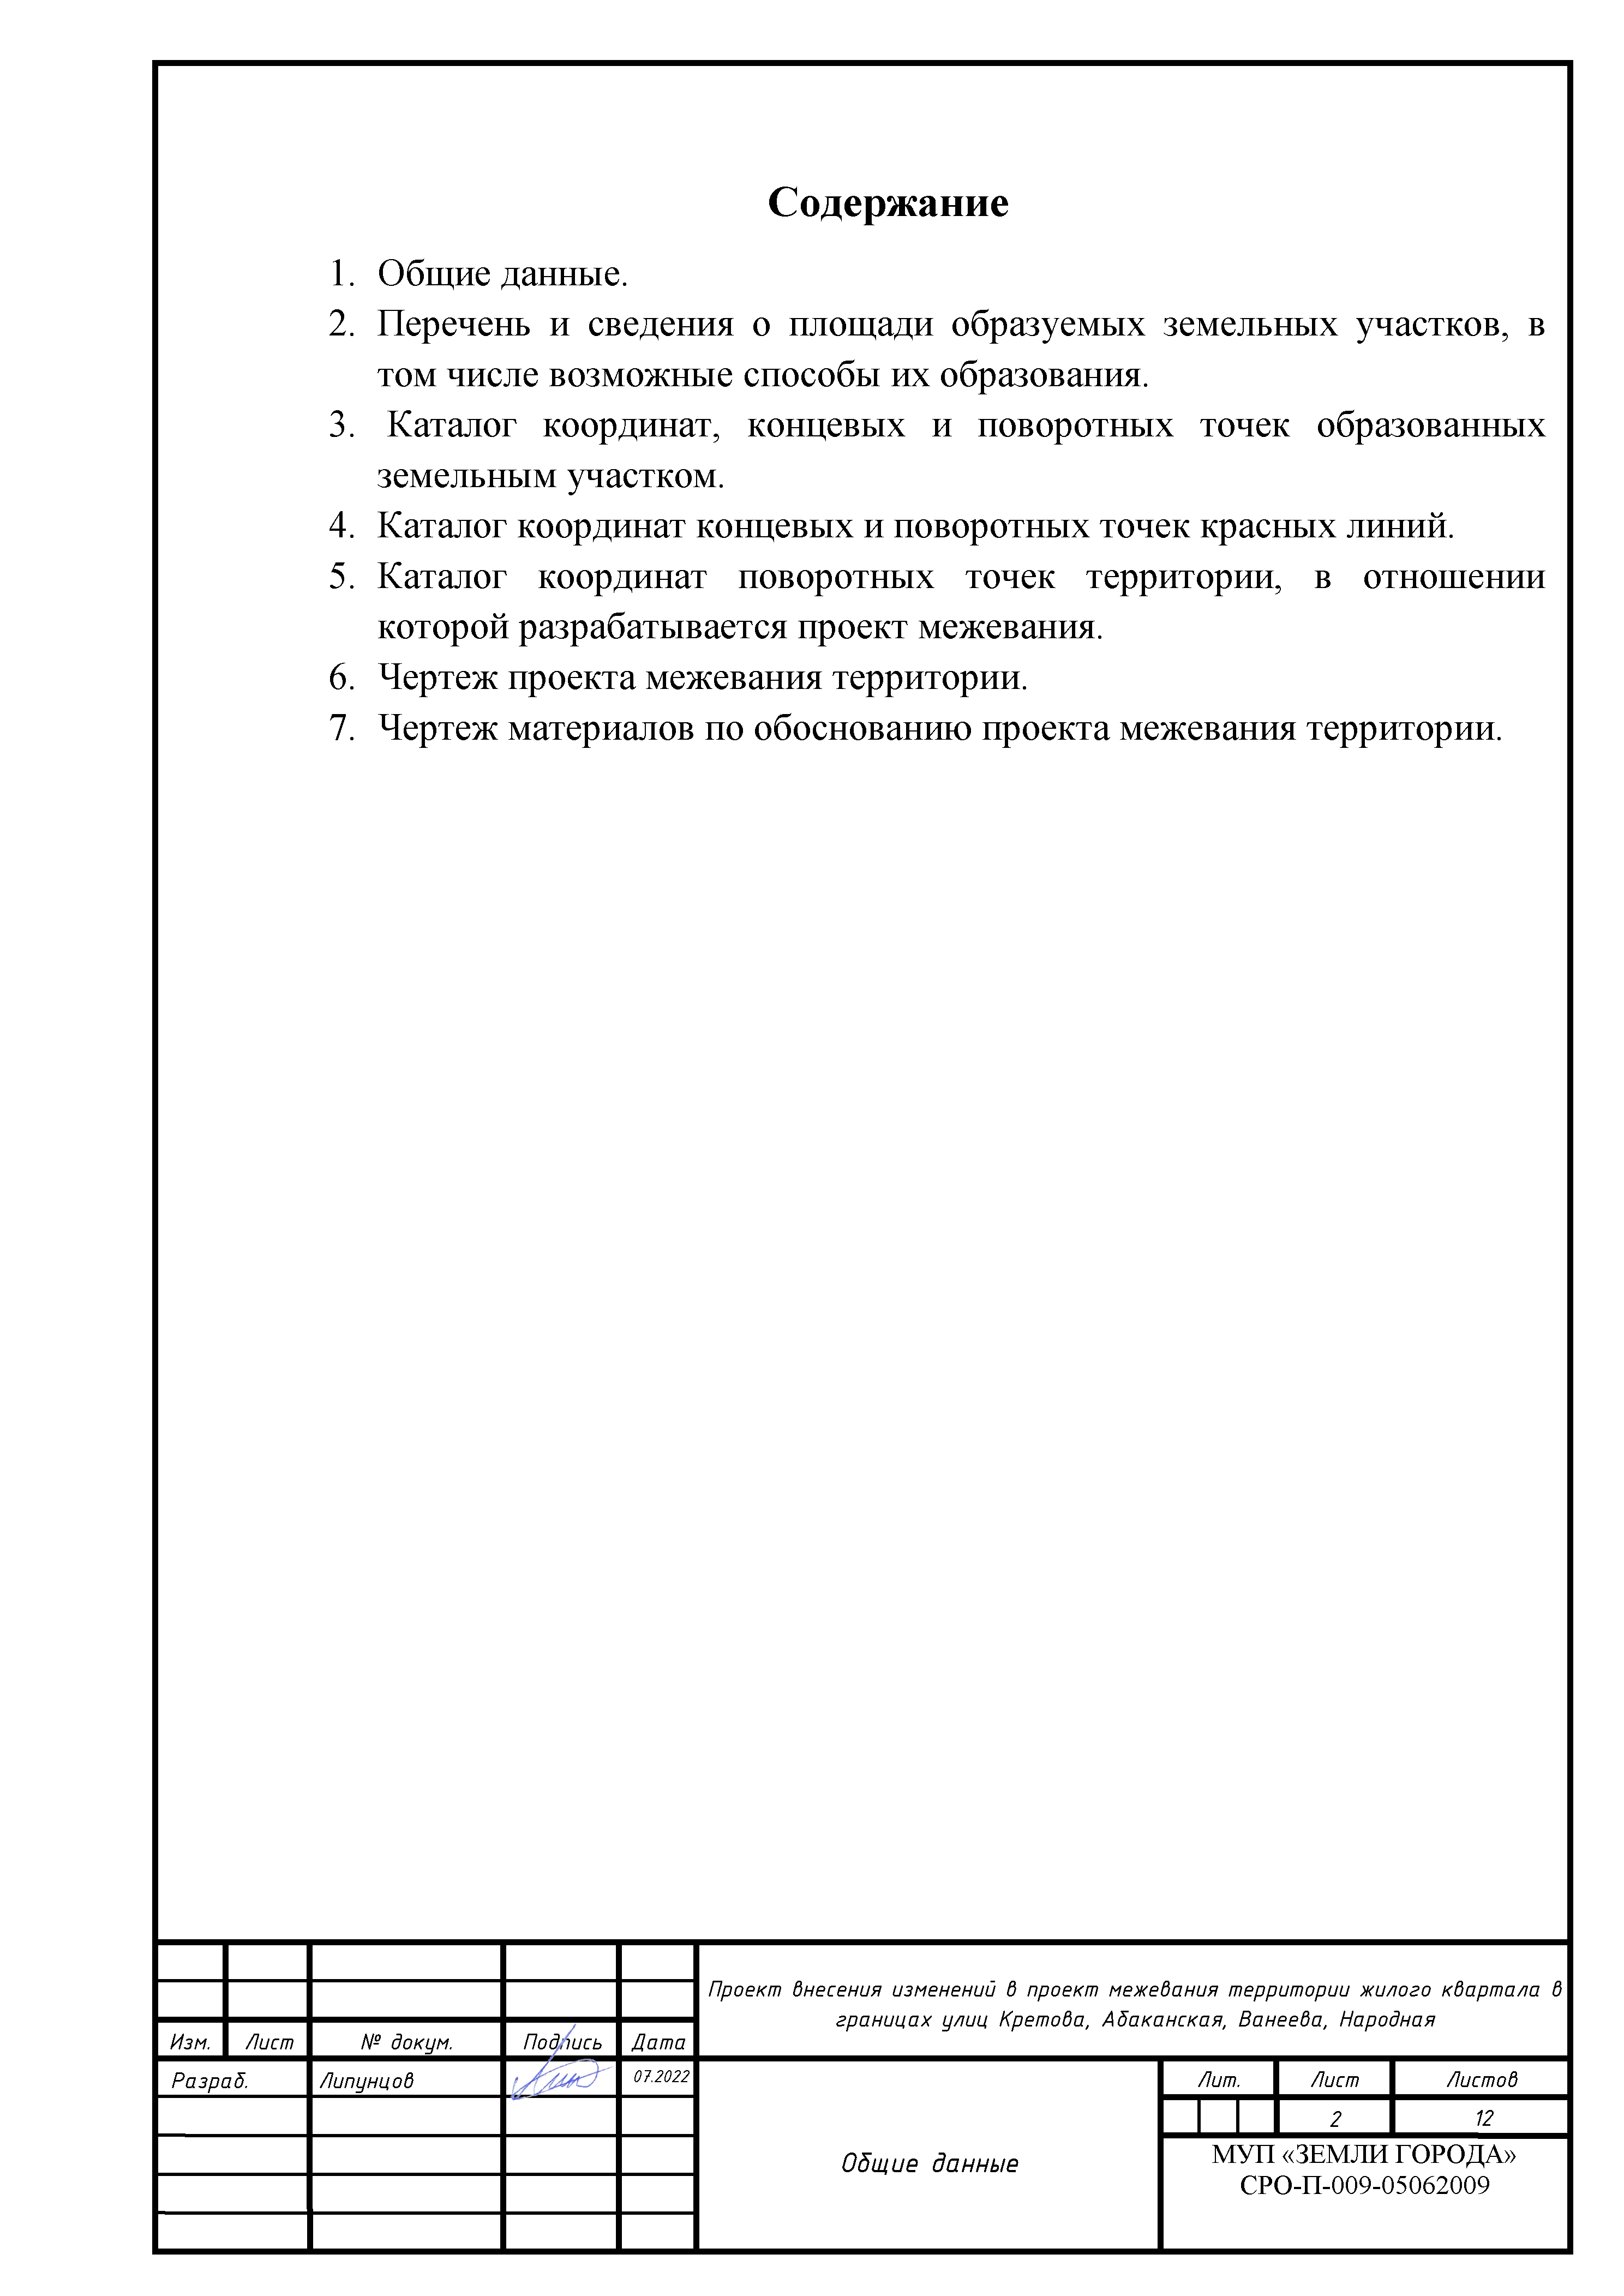 Содержание
1. Общие данные.
2. Перечень и сведения о площади образуемых земельных участков, в
том числе возможные способы их образования.
3. Каталог координат, концевых и поворотных точек образованных
земельным участком.
4. Каталог координат концевых и поворотных точек красных линий.
5. Каталог координат поворотных точек территории, в отношении
которой разрабатывается проект межевания.
6. Чертеж проекта межевания территории.
7. Чертеж материалов по обоснованию проекта межевания территории.
Проект внесения изменений в проект межевания территории жилого квартала в
границах улиц Кретова, Абаканская, Ванеева, Народная
Изм. Лист № докум. Подпись Дата
Разраб. Липунцов 07.2022
Лит. Лист Листов
2 12
Общие данные
МУП «ЗЕМЛИ ГОРОДА»
СРО-П-009-05062009